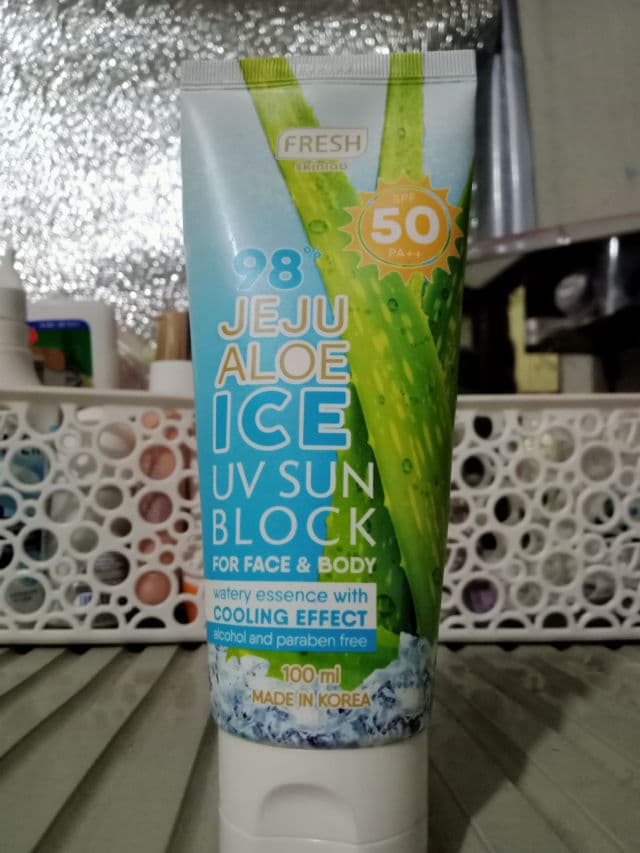 FRESH
skinlab
SPF
50
PA++
98%
JEJU
ALOE
ICE
UV SUN
BLOCK
FOR FACE & BODY
watery essence with
COOLING EFFECT
alcohol and paraben free
100 ml
MADE IN KOREA